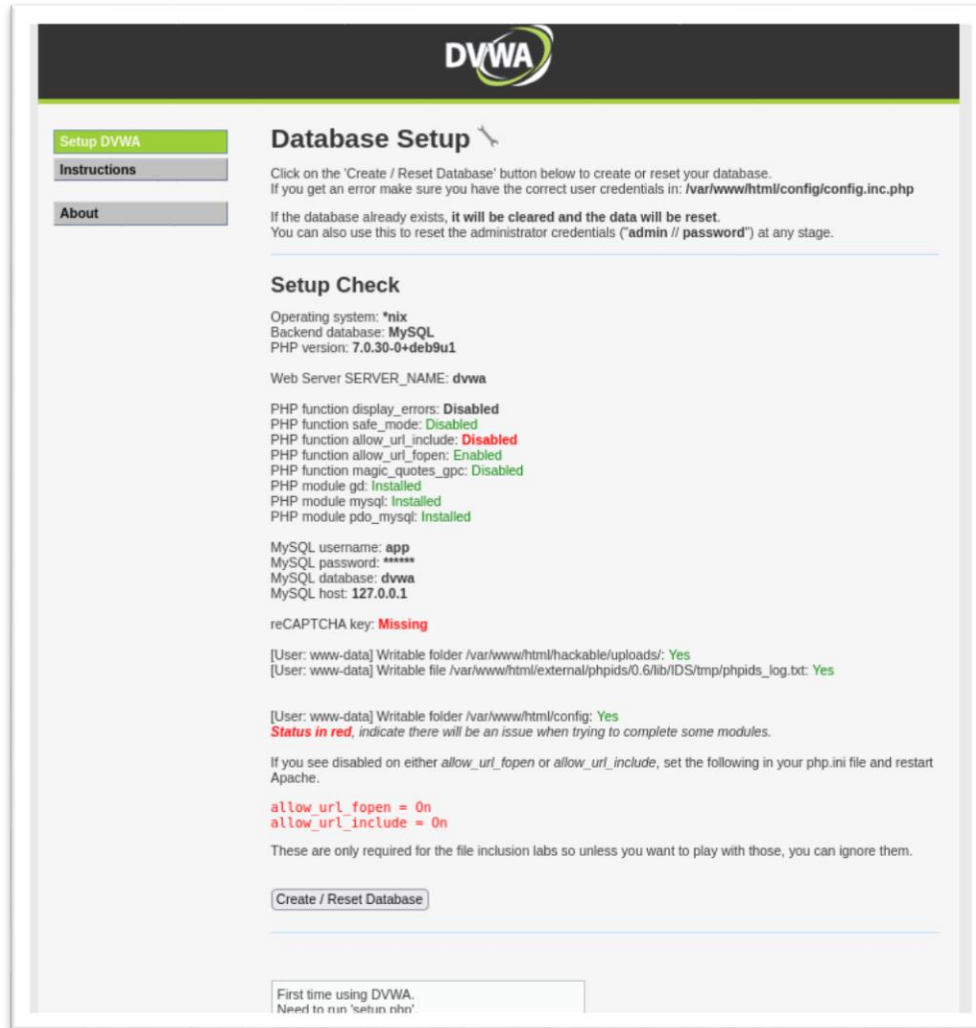 DVWA
Setup DVWA
Instructions
About
Database Setup
Click on the 'Create / Reset Database' button below to create or reset your database.
If you get an error make sure you have the correct user credentials in: /var/www/html/config/config.inc.php
If the database already exists, it will be cleared and the data will be reset.
You can also use this to reset the administrator credentials ("admin // password") at any stage.
Setup Check
Operating system: *nix
Backend database: MySQL
PHP version: 7.0.30-0+deb9u1
Web Server SERVER_NAME: dvwa
PHP function display_errors: Disabled
PHP function safe_mode: Disabled
PHP function allow_url_include: Disabled
PHP function allow_url_fopen: Enabled
PHP function magic_quotes_gpc: Disabled
PHP module gd: Installed
PHP module mysql: Installed
PHP module pdo_mysql: Installed
MySQL username: app
MySQL password: ******
MySQL database: dvwa
MySQL host: 127.0.0.1
reCAPTCHA key: Missing
[User: www-data] Writable folder /var/www/html/hackable/uploads/: Yes
[User: www-data] Writable file /var/www/html/external/phpids/0.6/lib/IDS/tmp/phpids_log.txt: Yes
[User: www-data] Writable folder /var/www/html/config: Yes
Status in red, indicate there will be an issue when trying to complete some modules.
If you see disabled on either allow_url_fopen or allow_url_include, set the following in your php.ini file and restart
Apache.
allow_url_fopen = On
allow_url_include = On
These are only required for the file inclusion labs so unless you want to play with those, you can ignore them.
Create / Reset Database
First time using DVWA.
Need to run 'setup.php'.